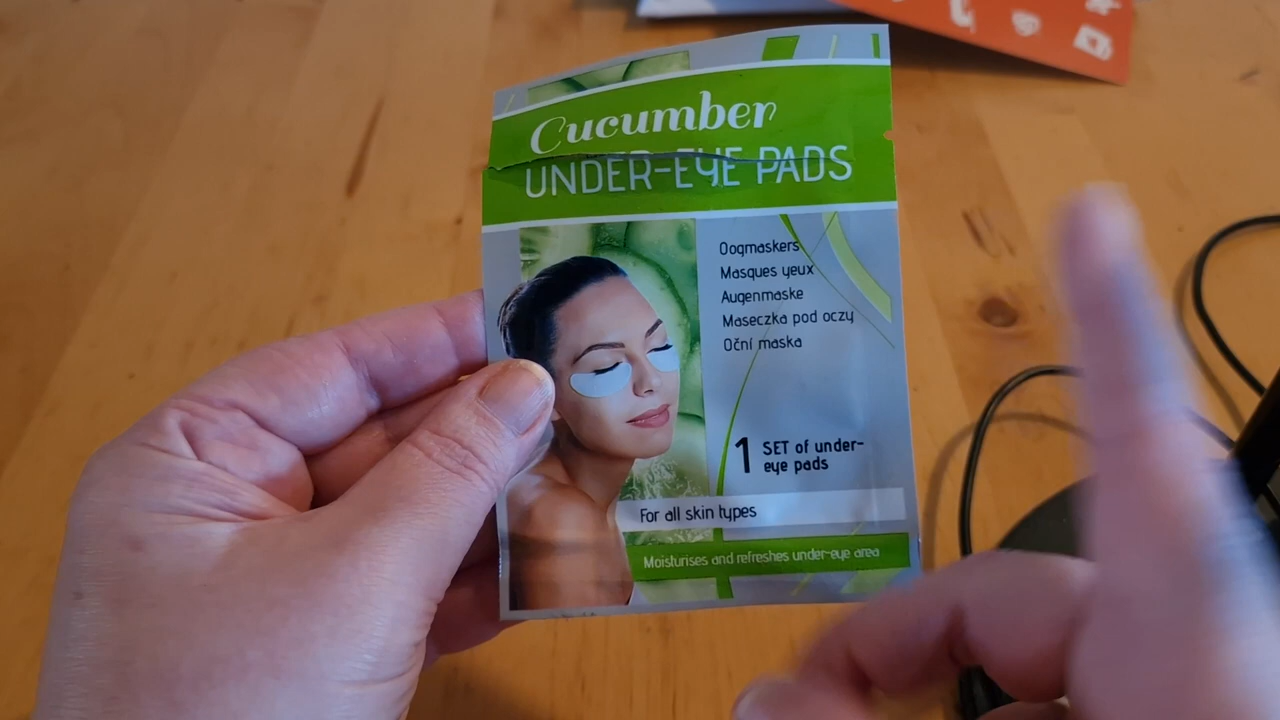 Cucumber
UNDER-EYE PADS
Oogmaskers
Masques yeux
Augenmaske
Maseczka pod oczy
Oční maska
1 SET of under-
eye pads
For all skin types
Moisturises and refreshes under-eye area